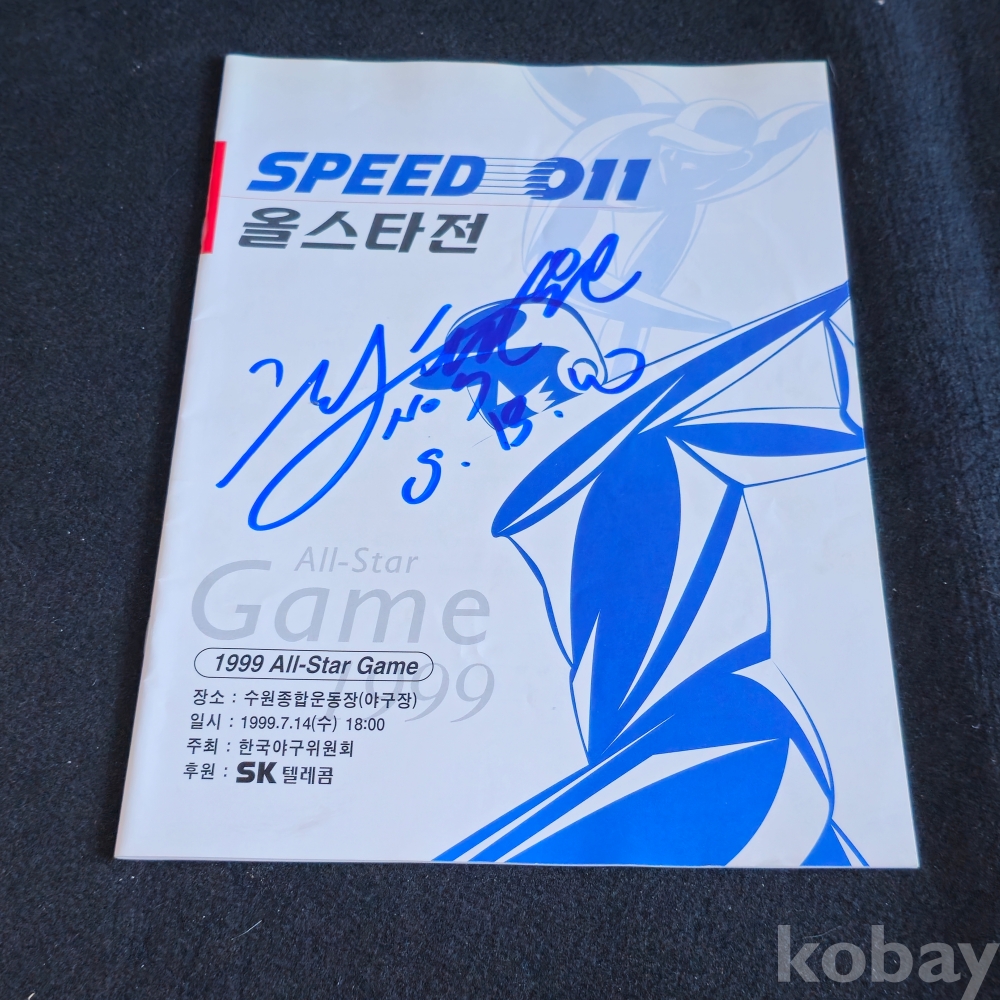 SPEED 011
올스타전
No 7
S. B. W
All-Star
Game
1999
1999 All-Star Game
장소 : 수원종합운동장(야구장)
일시 : 1999.7.14(수) 18:00
주최 : 한국야구위원회
후원 : SK 텔레콤
kobay